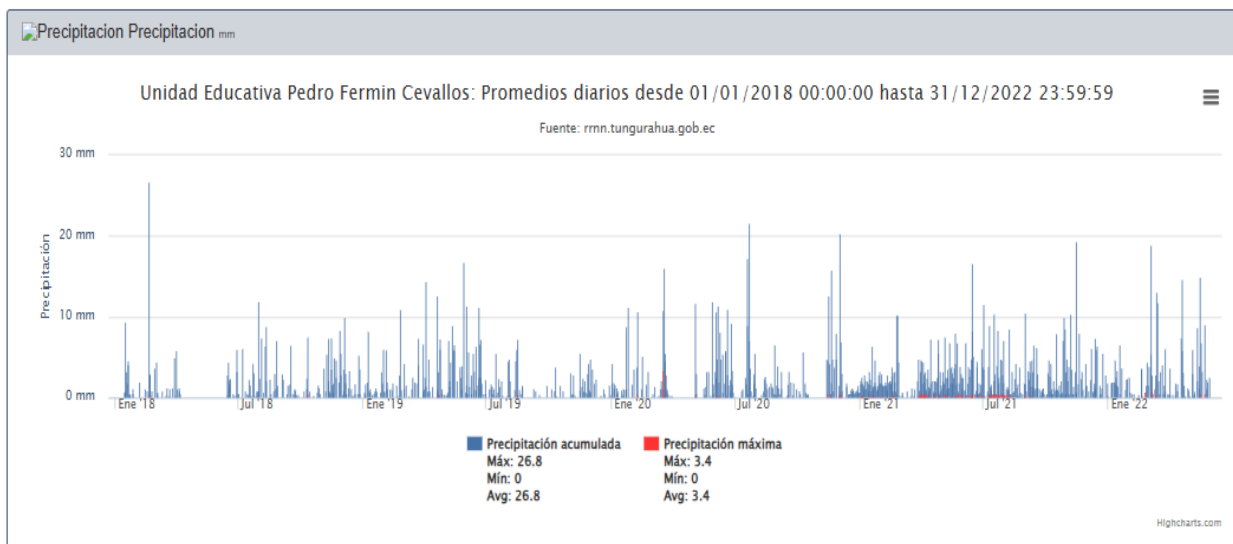 Precipitacion Precipitacion mm
Unidad Educativa Pedro Fermin Cevallos: Promedios diarios desde 01/01/2018 00:00:00 hasta 31/12/2022 23:59:59
Fuente: rrnn.tungurahua.gob.ec
Precipitación
30 mm
20 mm
10 mm
0 mm
Ene '18 Jul '18 Ene '19 Jul '19 Ene '20 Jul '20 Ene '21 Jul '21 Ene '22
Precipitación acumulada
Máx: 26.8
Mín: 0
Avg: 26.8
Precipitación máxima
Máx: 3.4
Mín: 0
Avg: 3.4
Highcharts.com